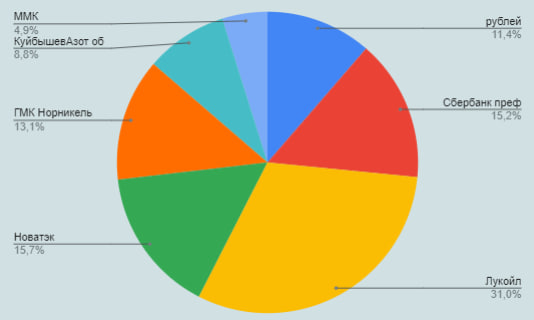 ММК
4,9%
КуйбышевАзот об
8,8%
ГМК Норникель
13,1%
Новатэк
15,7%
рублей
11,4%
Сбербанк преф
15,2%
Лукойл
31,0%